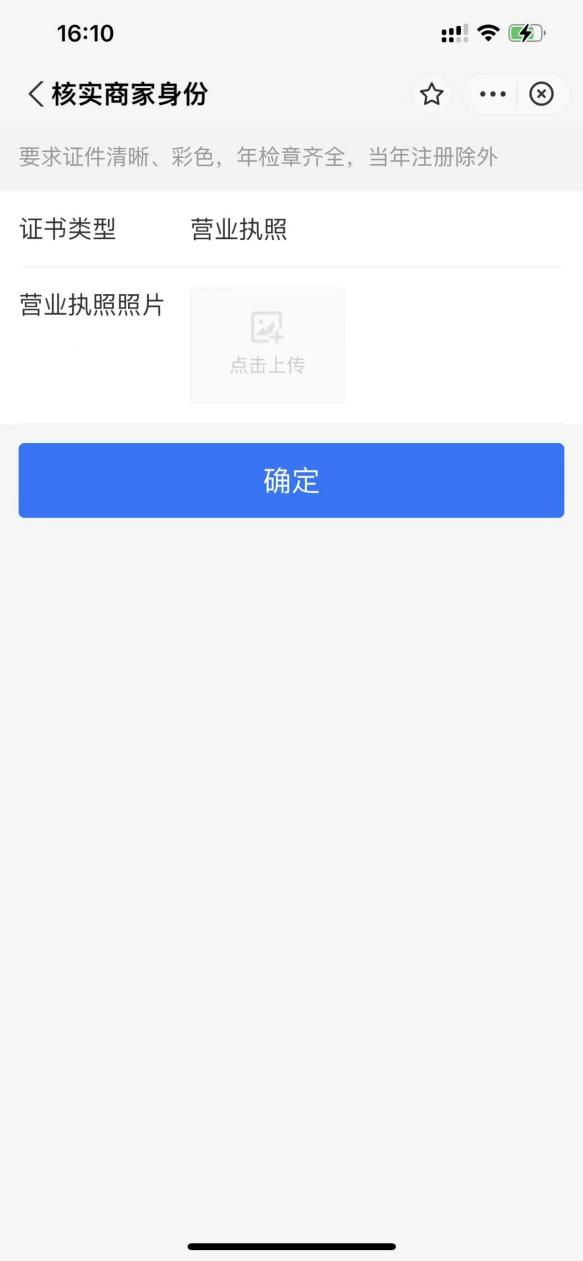 16:10
核实商家身份
要求证件清晰、彩色，年检章齐全，当年注册除外
证书类型 营业执照
营业执照照片
点击上传
确定